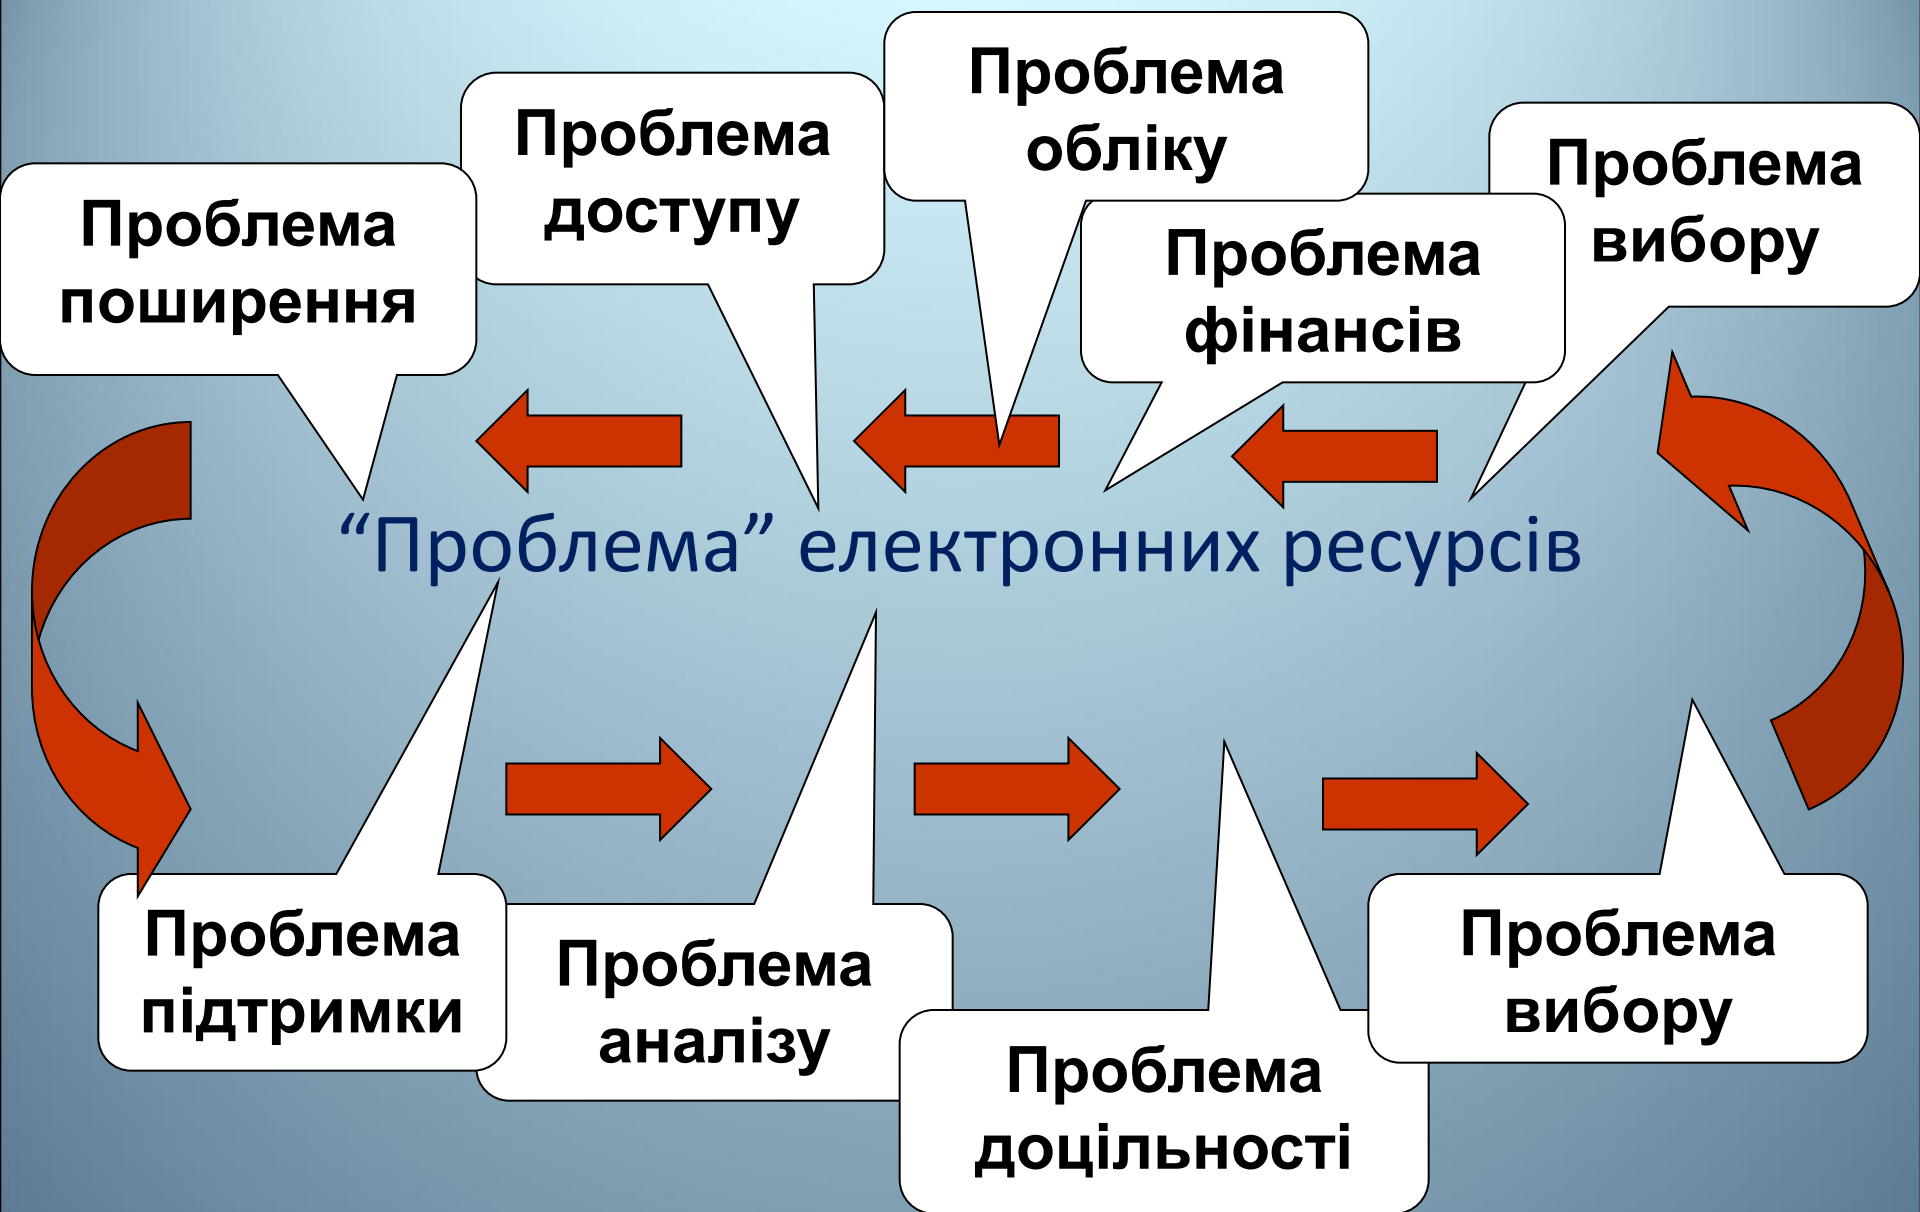 Проблема
обліку
Проблема
доступу
Проблема
вибору
Проблема
поширення
Проблема
фінансів
“Проблема” електронних ресурсів
Проблема
підтримки
Проблема
аналізу
Проблема
доцільності
Проблема
вибору